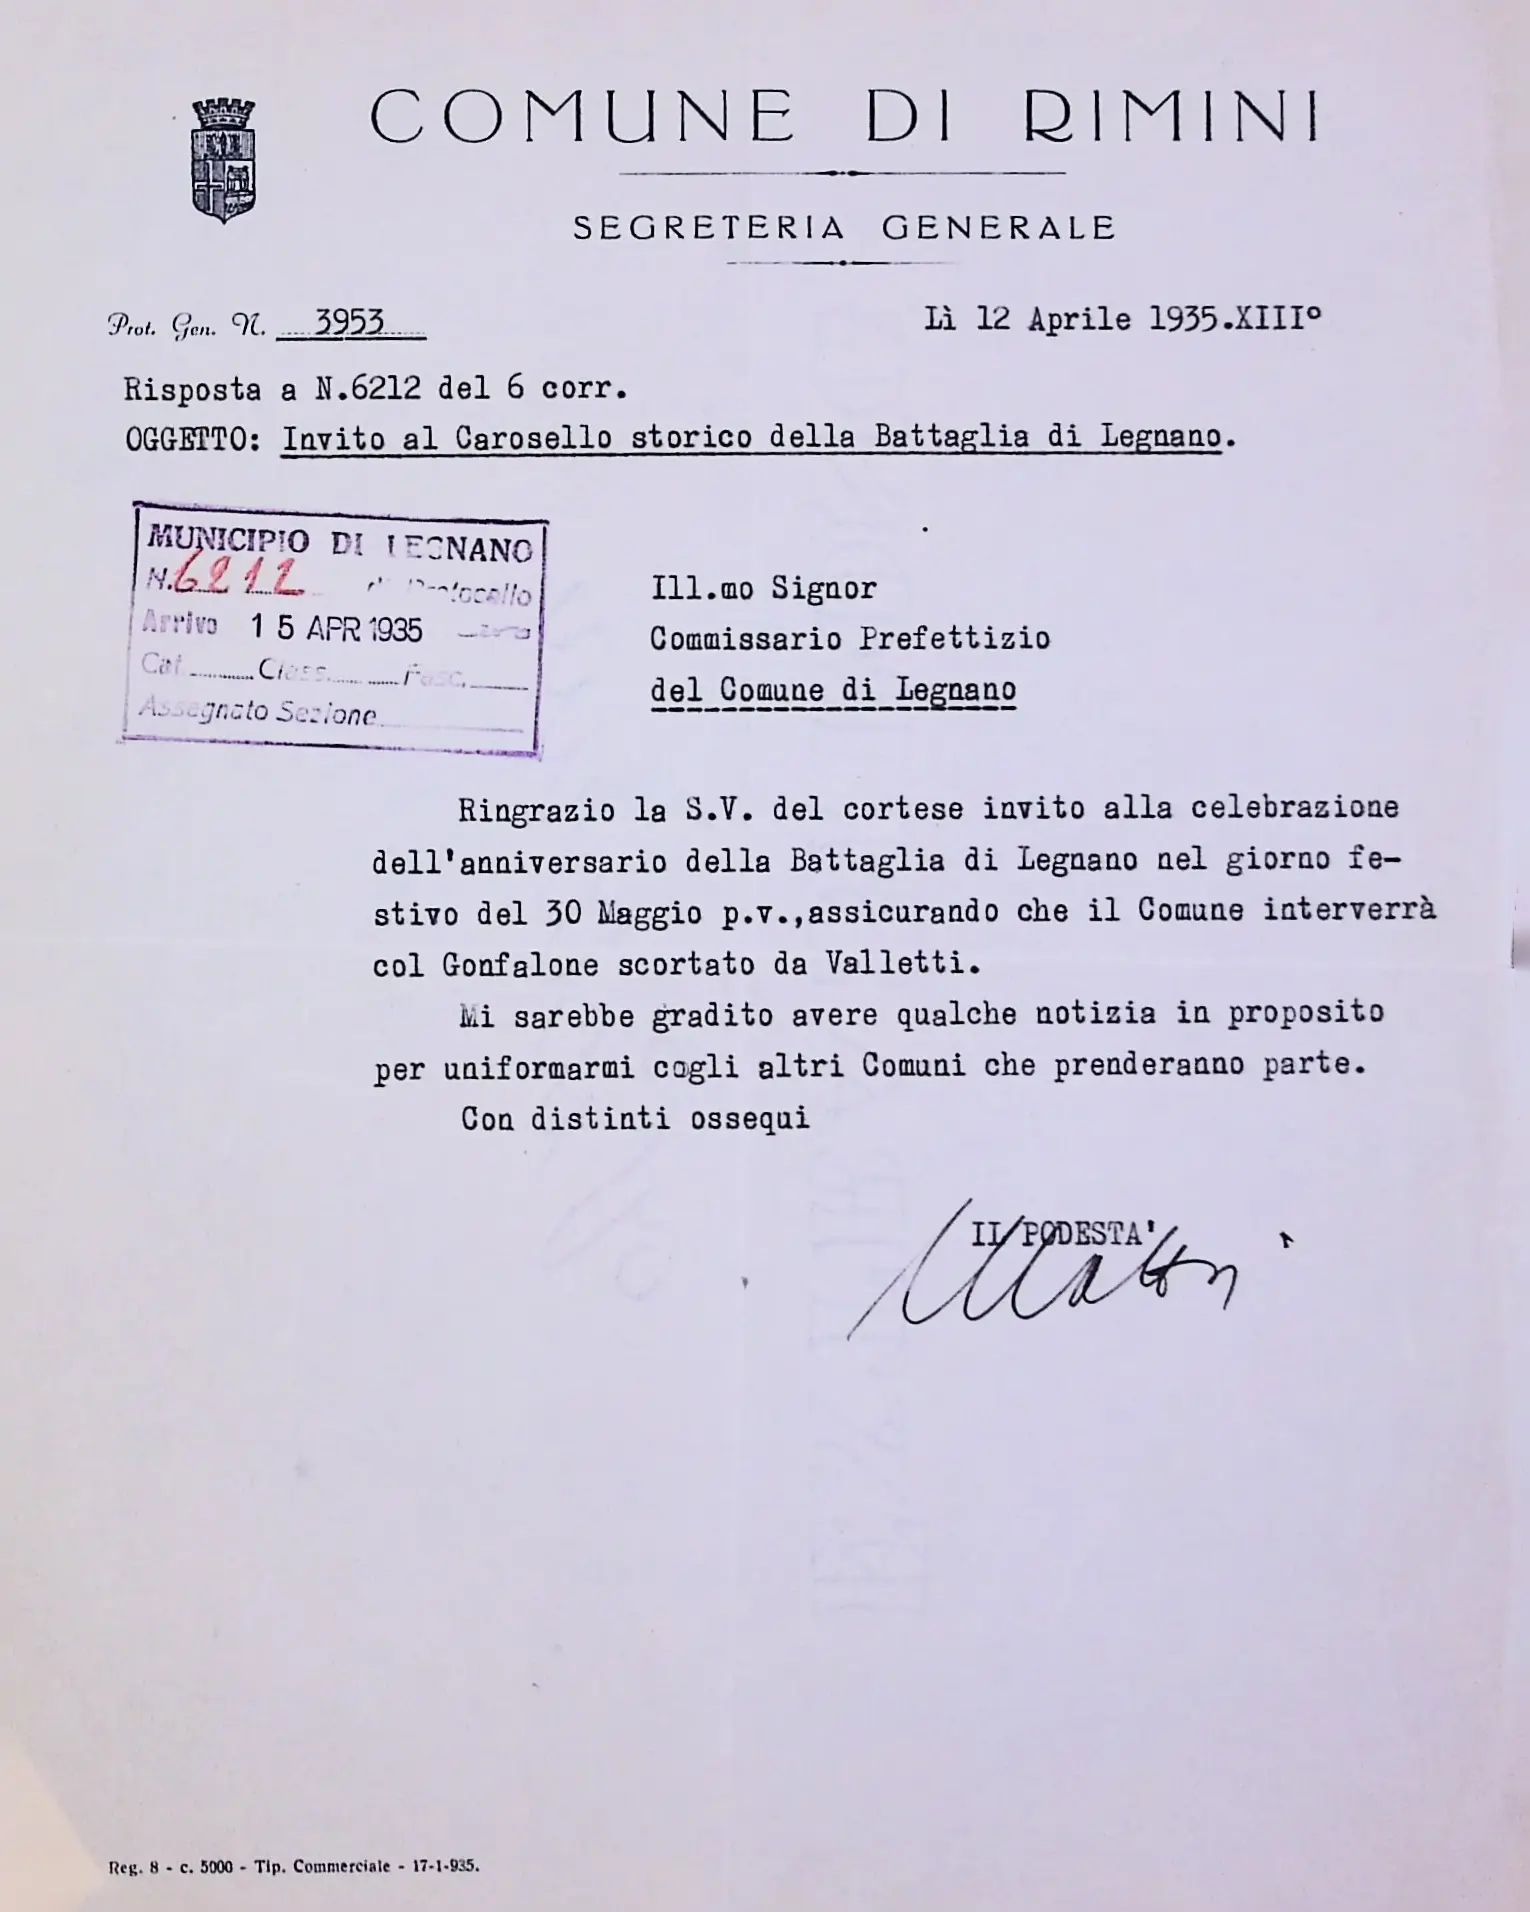 COMUNE DI RIMINI
SEGRETERIA GENERALE
Prot. Gen. N. 3953
Lì 12 Aprile 1935.XIII°
Risposta a N.6212 del 6 corr.
OGGETTO: Invito al Carosello storico della Battaglia di Legnano.
MUNICIPIO DI LEGNANO
N. 6212 di Protocollo
Arrivo 15 APR 1935
Cat. Class. Fasc.
Assegnato Sezione
Ill.mo Signor
Commissario Prefettizio
del Comune di Legnano
Ringrazio la S.V. del cortese invito alla celebrazione
dell'anniversario della Battaglia di Legnano nel giorno fe-
stivo del 30 Maggio p.v.,assicurando che il Comune interverrà
col Gonfalone scortato da Valletti.
Mi sarebbe gradito avere qualche notizia in proposito
per uniformarmi cogli altri Comuni che prenderanno parte.
Con distinti ossequi
IL PODESTA'
Reg. 8 - c. 5000 - Tip. Commerciale - 17-1-935.